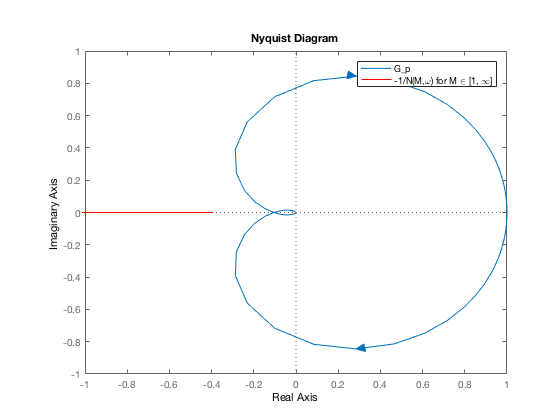 Nyquist Diagram
G_p
-1/N(M,ω) for M ∈ [1, ∞]
1
0.8
0.6
0.4
0.2
0
-0.2
-0.4
-0.6
-0.8
-1
Imaginary Axis
-1 -0.8 -0.6 -0.4 -0.2 0 0.2 0.4 0.6 0.8 1
Real Axis